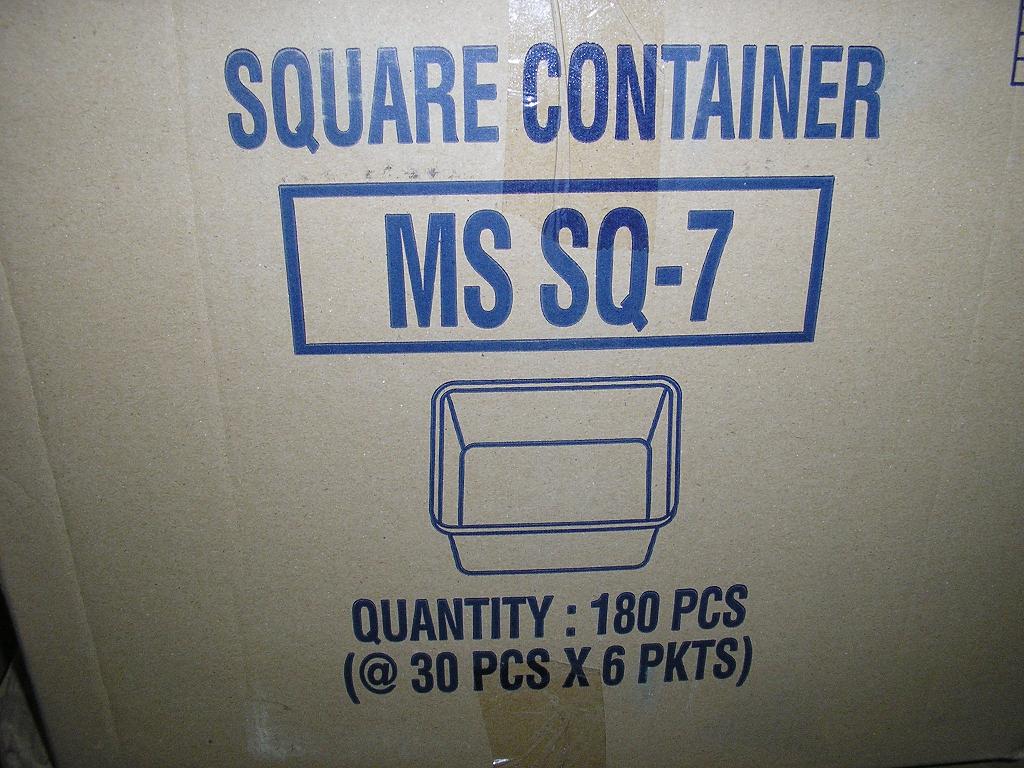 SQUARE CONTAINER
MS SQ-7
QUANTITY : 180 PCS
(@ 30 PCS X 6 PKTS)